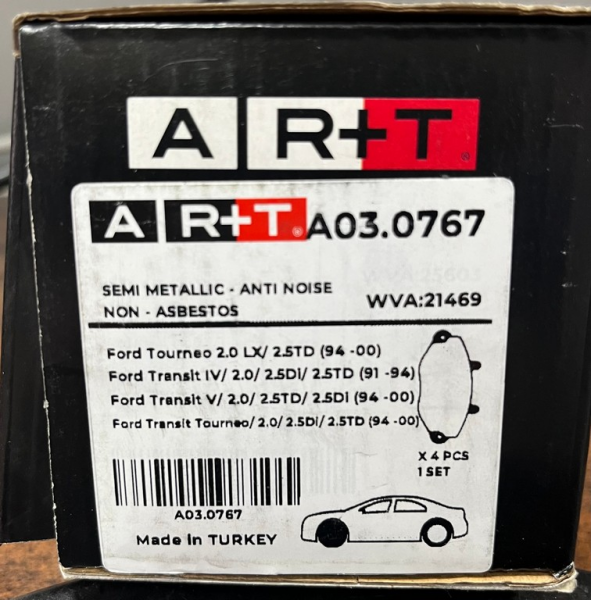 A R+T®
A R+T® A03.0767
SEMI METALLIC - ANTI NOISE
NON - ASBESTOS
WVA:21469
Ford Tourneo 2.0 LX/ 2.5TD (94 -00)
Ford Transit IV/ 2.0/ 2.5Di/ 2.5TD (91 -94)
Ford Transit V/ 2.0/ 2.5TD/ 2.5Di (94 -00)
Ford Transit Tourneo/ 2.0/ 2.5Di/ 2.5TD (94 -00)
X 4 PCS
1 SET
A03.0767
Made in TURKEY